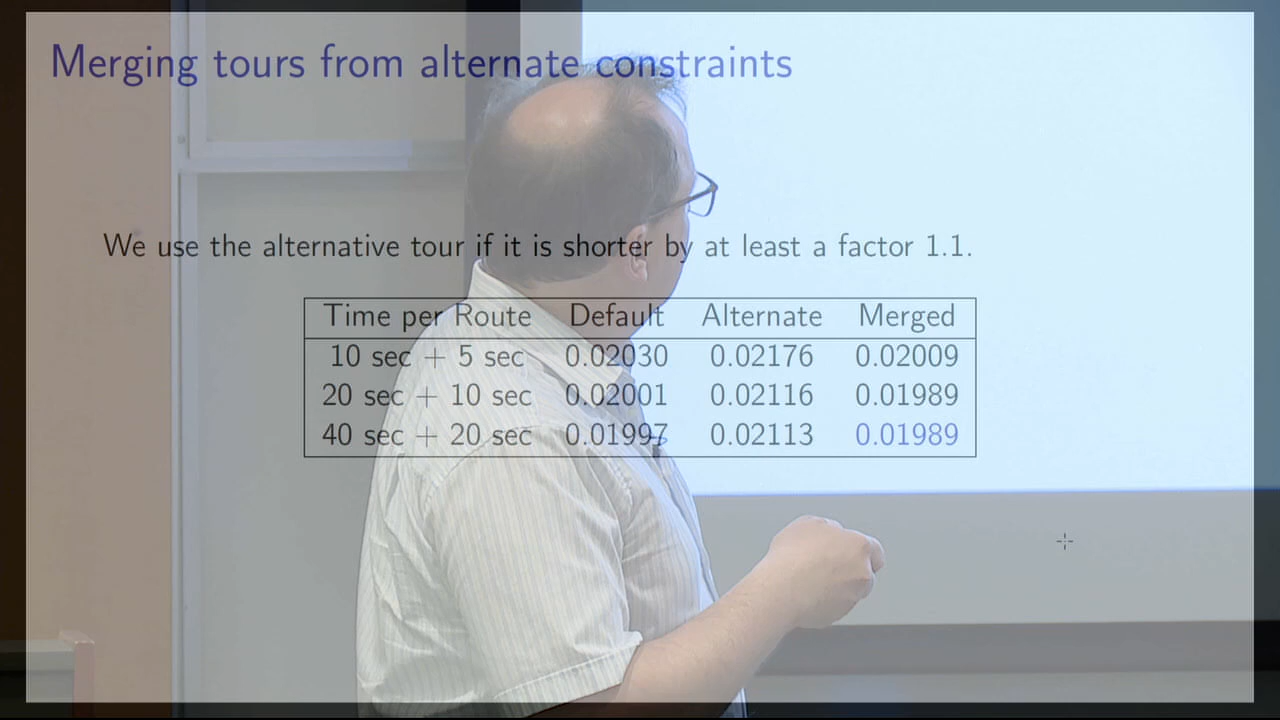 Merging tours from alternate constraints
We use the alternative tour if it is shorter by at least a factor 1.1.
Time per Route Default Alternate Merged
10 sec + 5 sec 0.02030 0.02176 0.02009
20 sec + 10 sec 0.02001 0.02116 0.01989
40 sec + 20 sec 0.01997 0.02113 0.01989